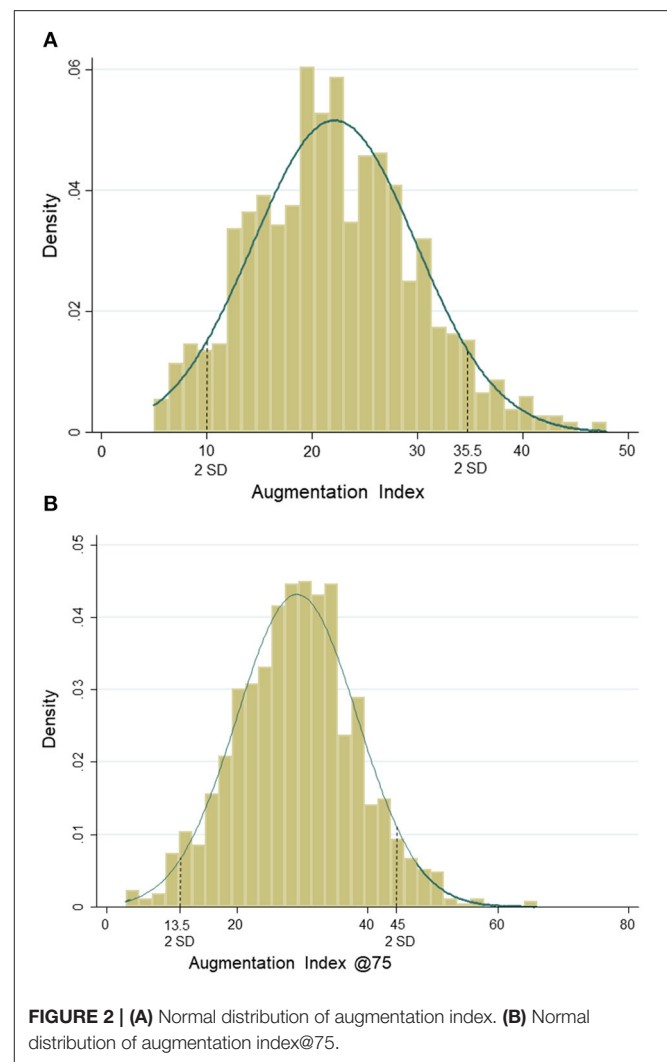 A
Density
.06
.04
.02
0
0 10 20 30 35.5 40 50
2 SD 2 SD
Augmentation Index
B
Density
.05
.04
.03
.02
.01
0
0 13.5 20 40 45 60 80
2 SD 2 SD
Augmentation Index @75
FIGURE 2 | (A) Normal distribution of augmentation index. (B) Normal
distribution of augmentation index@75.